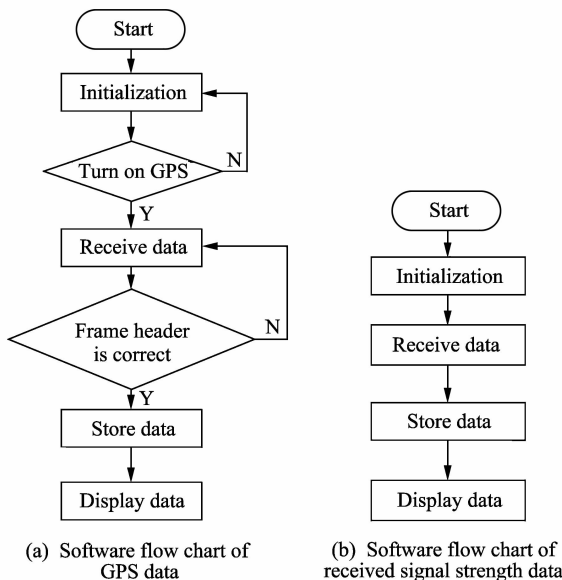 Start
Initialization
Turn on GPS
N
Y
Receive data
Frame header
is correct
N
Y
Store data
Display data
(a) Software flow chart of
GPS data
Start
Initialization
Receive data
Store data
Display data
(b) Software flow chart of
received signal strength data